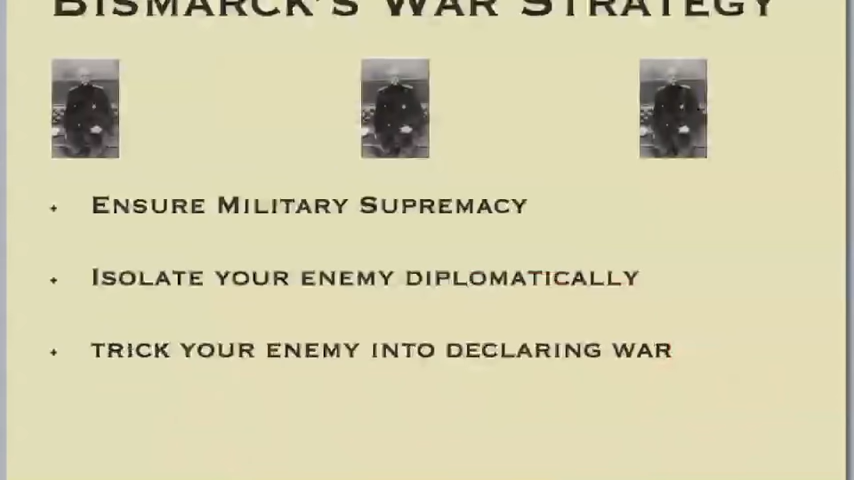 Bismarck's War Strategy
Ensure Military Supremacy
Isolate your enemy diplomatically
trick your enemy into declaring war